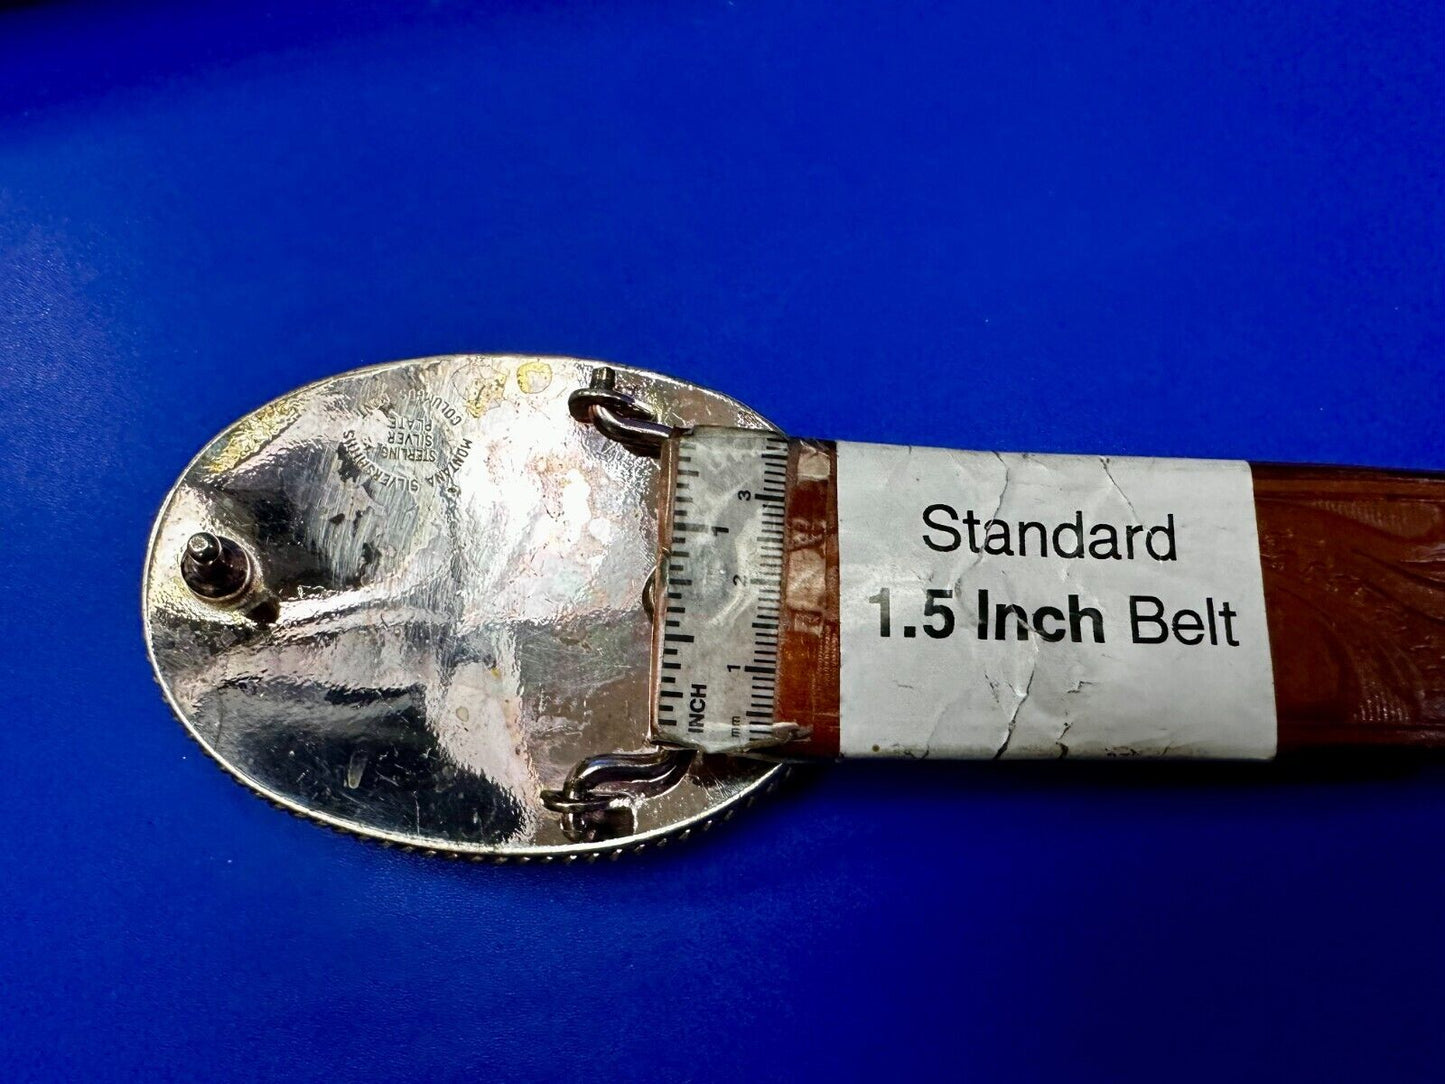 Standard
1.5 Inch Belt
3
2
1
mm
1
INCH
MONTANA SILVERSMITHS
STERLING
SILVER
PLATE